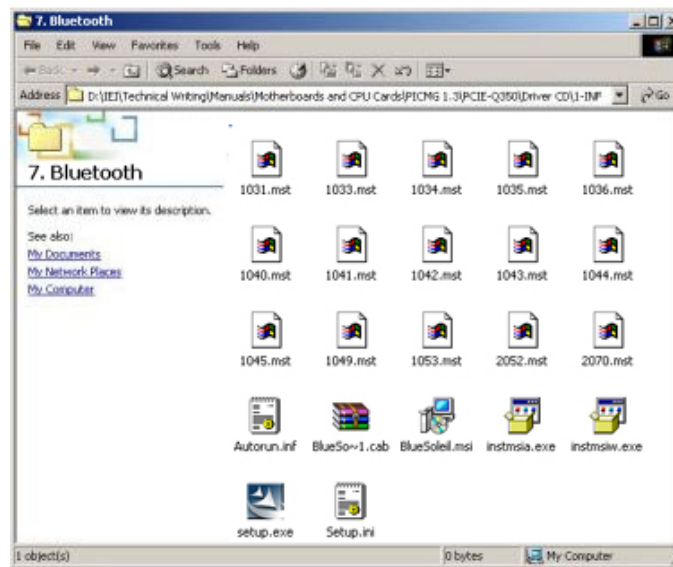 7. Bluetooth
File Edit View Favorites Tools Help
Back Search Folders
Address D:\IEI\Technical Writing\Manuals\Motherboards and CPU Cards\PICMG 1.3\PCIE-Q350\Driver CD\1-INF Go
7. Bluetooth
Select an item to view its description.
See also:
My Documents
My Network Places
My Computer
1031.mst 1033.mst 1034.mst 1035.mst 1036.mst
1040.mst 1041.mst 1042.mst 1043.mst 1044.mst
1045.mst 1049.mst 1053.mst 2052.mst 2070.mst
Autorun.inf BlueSo~1.cab BlueSoleil.msi instmsia.exe instmsiw.exe
setup.exe Setup.ini
1 object(s) 0 bytes My Computer